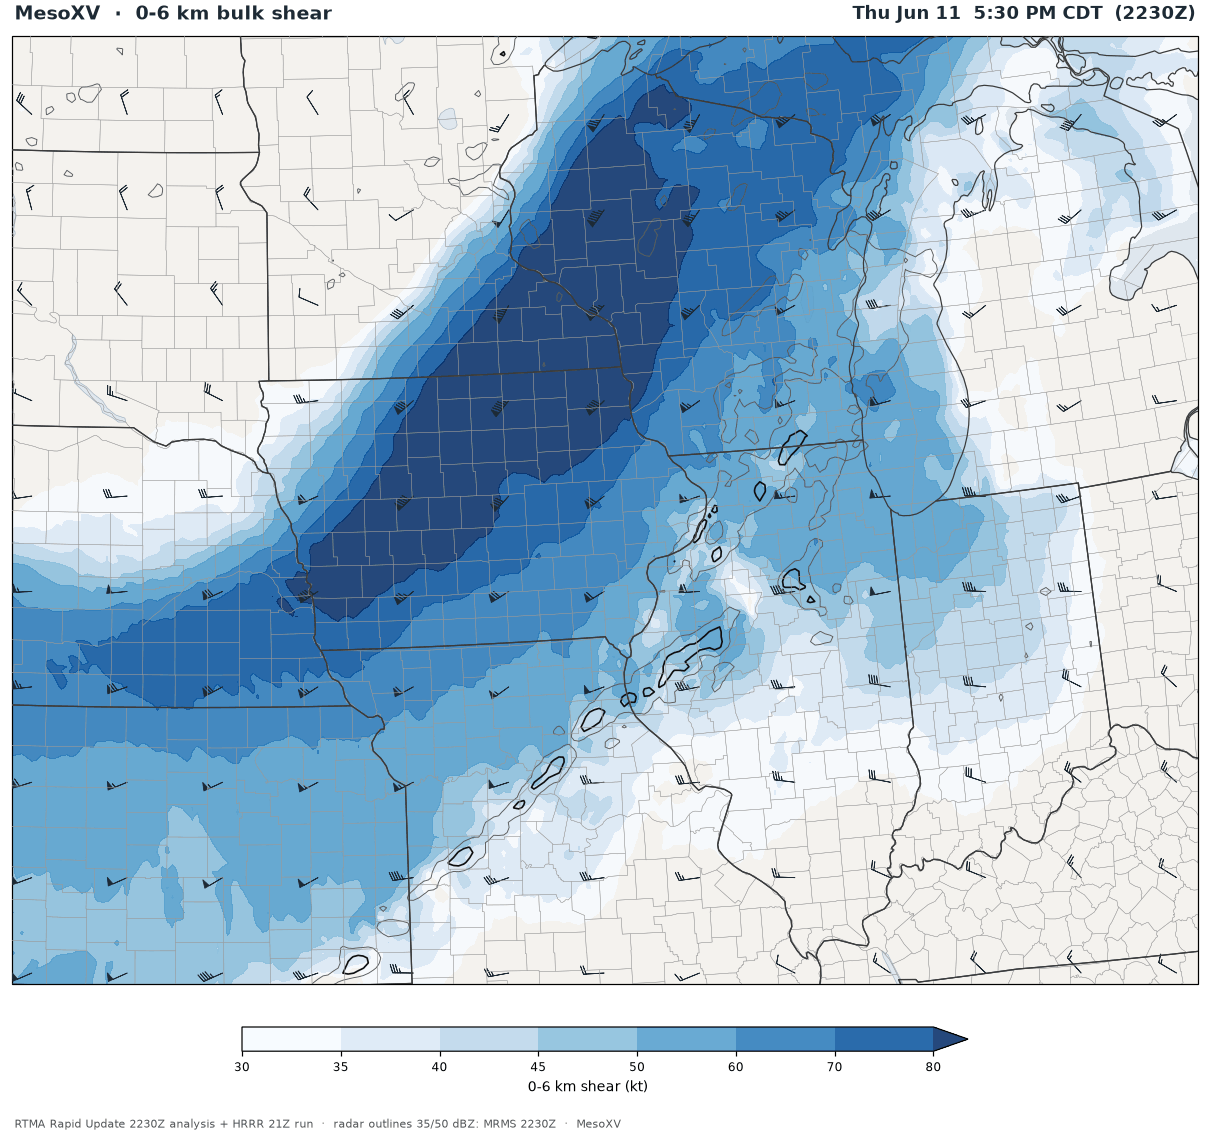 MesoXV · 0-6 km bulk shear
Thu Jun 11 5:30 PM CDT (2230Z)
30 35 40 45 50 60 70 80
0-6 km shear (kt)
RTMA Rapid Update 2230Z analysis + HRRR 21Z run · radar outlines 35/50 dBZ: MRMS 2230Z · MesoXV